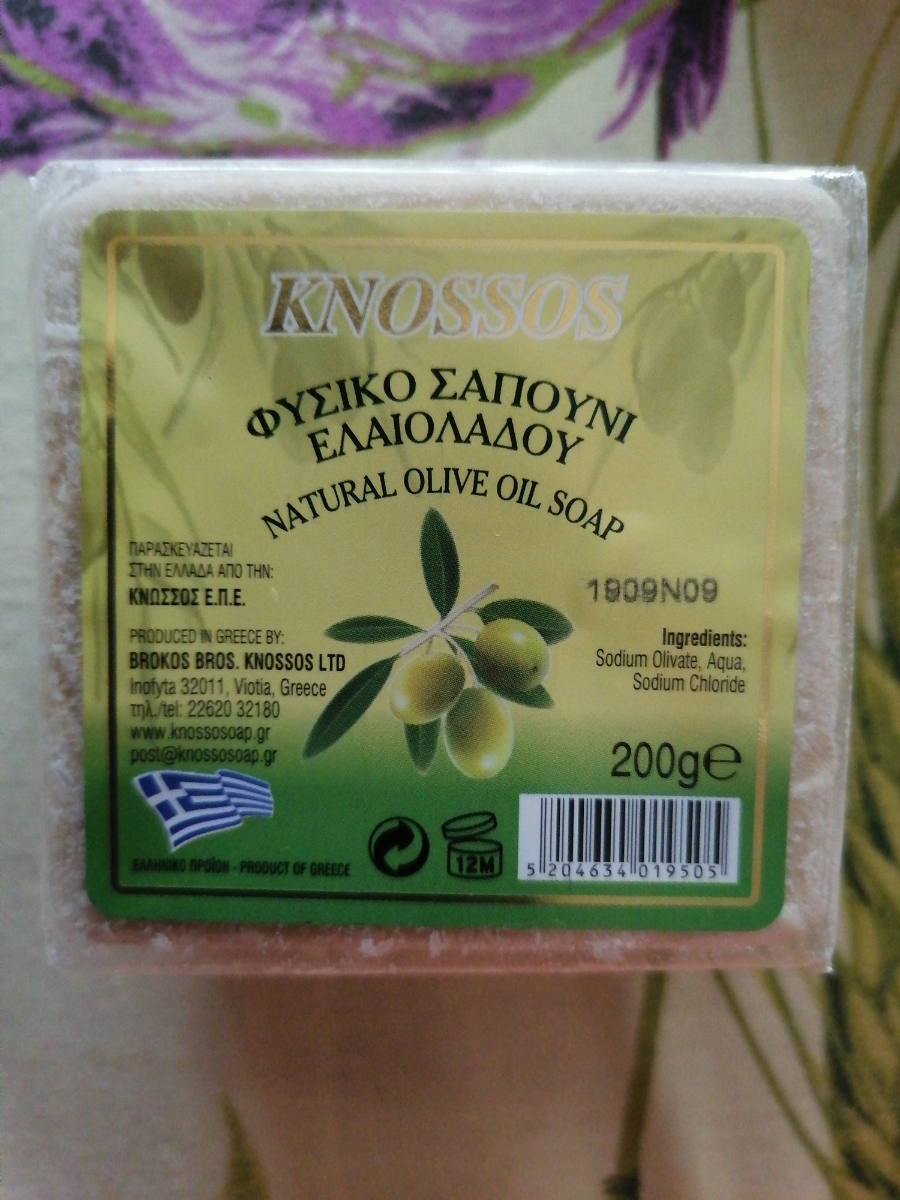 KNOSSOS
ΦΥΣΙΚΟ ΣΑΠΟΥΝΙ
ΕΛΑΙΟΛΑΔΟΥ
NATURAL OLIVE OIL SOAP
ΠΑΡΑΣΚΕΥΑΖΕΤΑΙ
ΣΤΗΝ ΕΛΛΑΔΑ ΑΠΟ ΤΗΝ:
ΚΝΩΣΣΟΣ Ε.Π.Ε.
PRODUCED IN GREECE BY:
BROKOS BROS. KNOSSOS LTD
Inofyta 32011, Viotia, Greece
τηλ./tel: 22620 32180
www.knossosoap.gr
post@knossosoap.gr
1909N09
Ingredients:
Sodium Olivate, Aqua,
Sodium Chloride
200g℮
ΕΛΛΗΝΙΚΟ ΠΡΟΪΟΝ - PRODUCT OF GREECE
12M
5 204634 019505